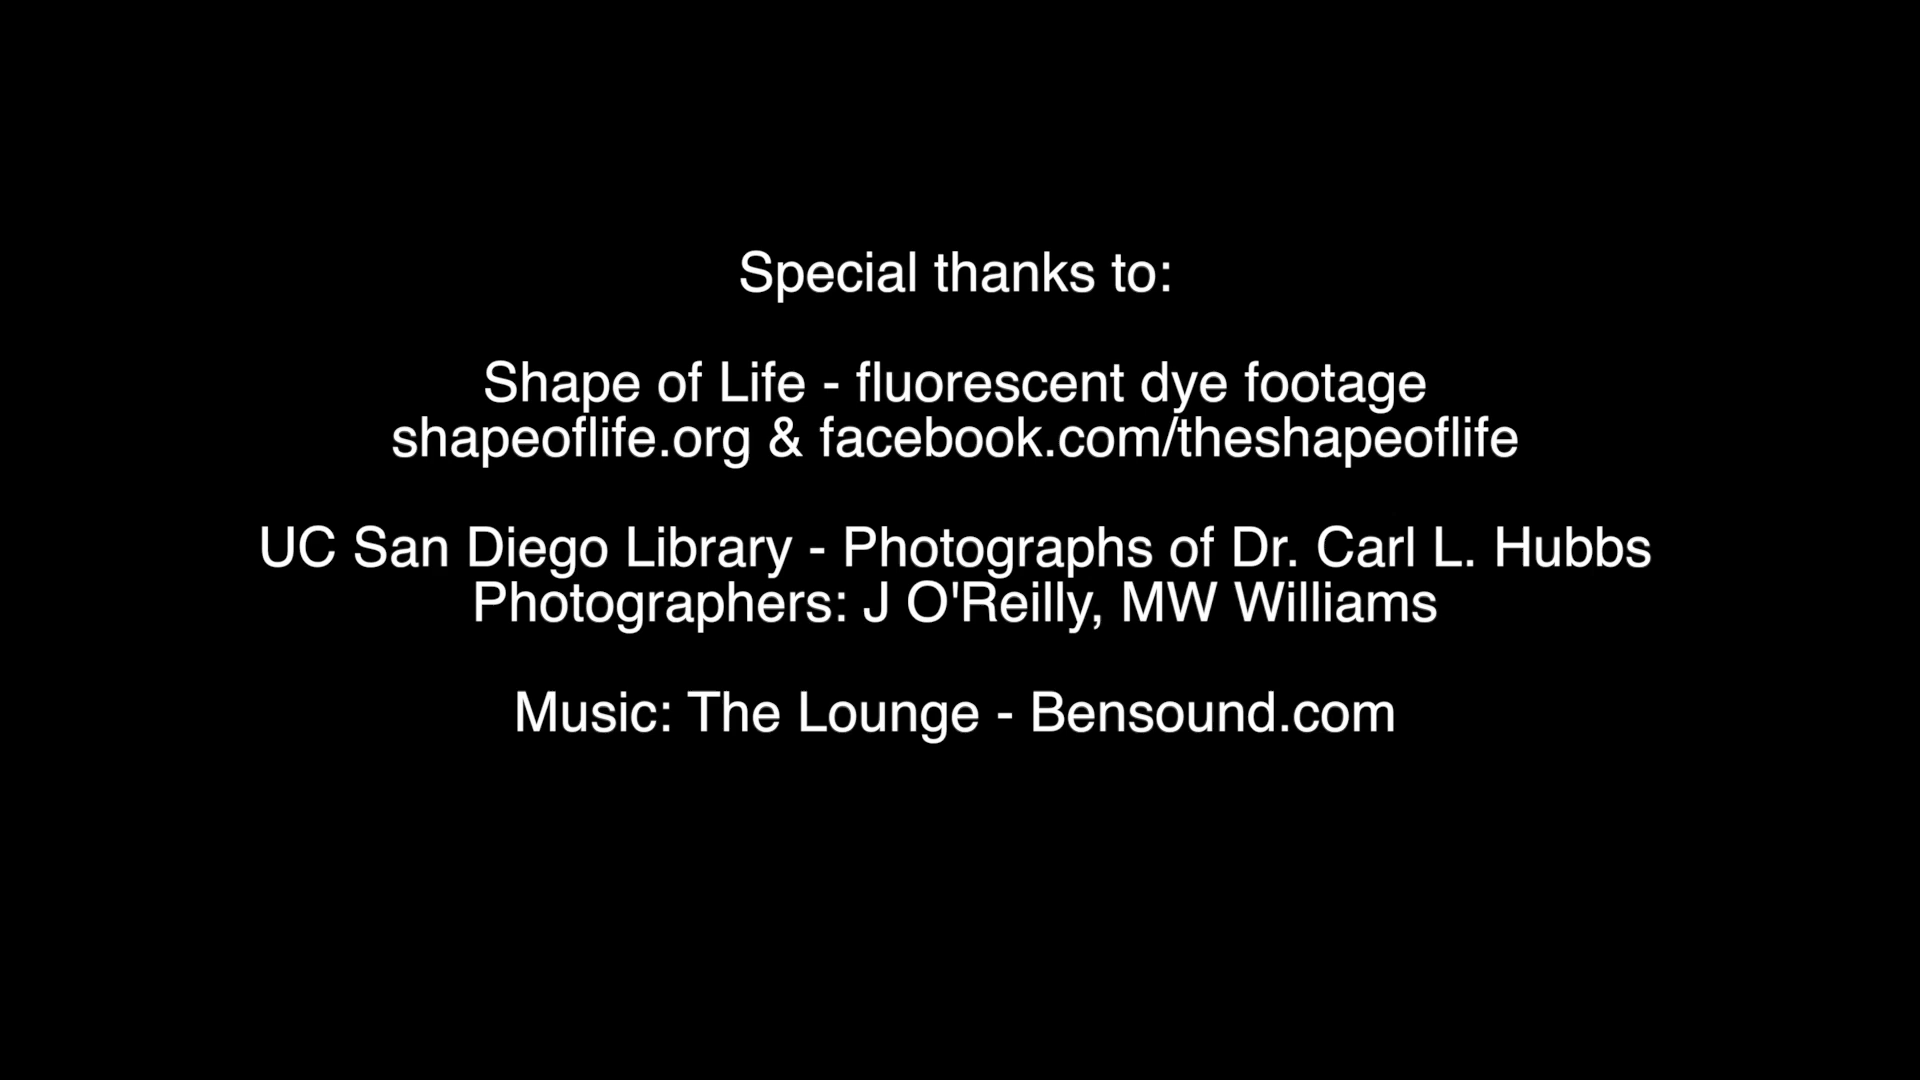 Special thanks to:
Shape of Life - fluorescent dye footage
shapeoflife.org & facebook.com/theshapeoflife
UC San Diego Library - Photographs of Dr. Carl L. Hubbs
Photographers: J O'Reilly, MW Williams
Music: The Lounge - Bensound.com